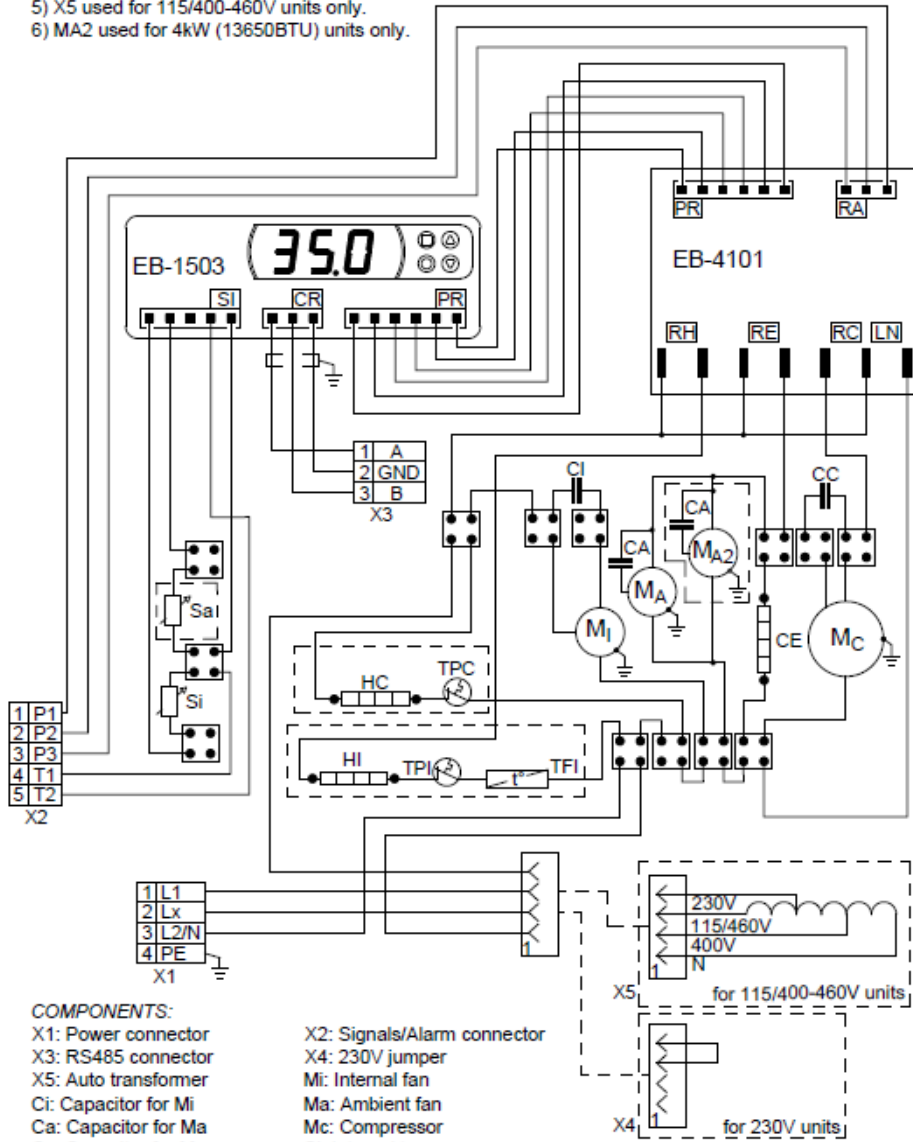 5) X5 used for 115/400-460V units only.
6) MA2 used for 4kW (13650BTU) units only.
PR
RA
EB-4101
EB-1503
35.0
SI
CR
PR
RH
RE
RC
LN
1 A
2 GND
3 B
X3
CI
CC
CA
CA
MA2
MA
MI
CE
MC
Sa
Si
HC
TPC
HI
TPI
t°
TFI
1 P1
2 P2
3 P3
4 T1
5 T2
X2
1 L1
2 Lx
3 L2/N
4 PE
X1
1
230V
115/460V
400V
N
1
X5
for 115/400-460V units
1
X4
for 230V units
COMPONENTS:
X1: Power connector
X2: Signals/Alarm connector
X3: RS485 connector
X4: 230V jumper
X5: Auto transformer
Mi: Internal fan
Ci: Capacitor for Mi
Ma: Ambient fan
Ca: Capacitor for Ma
Mc: Compressor